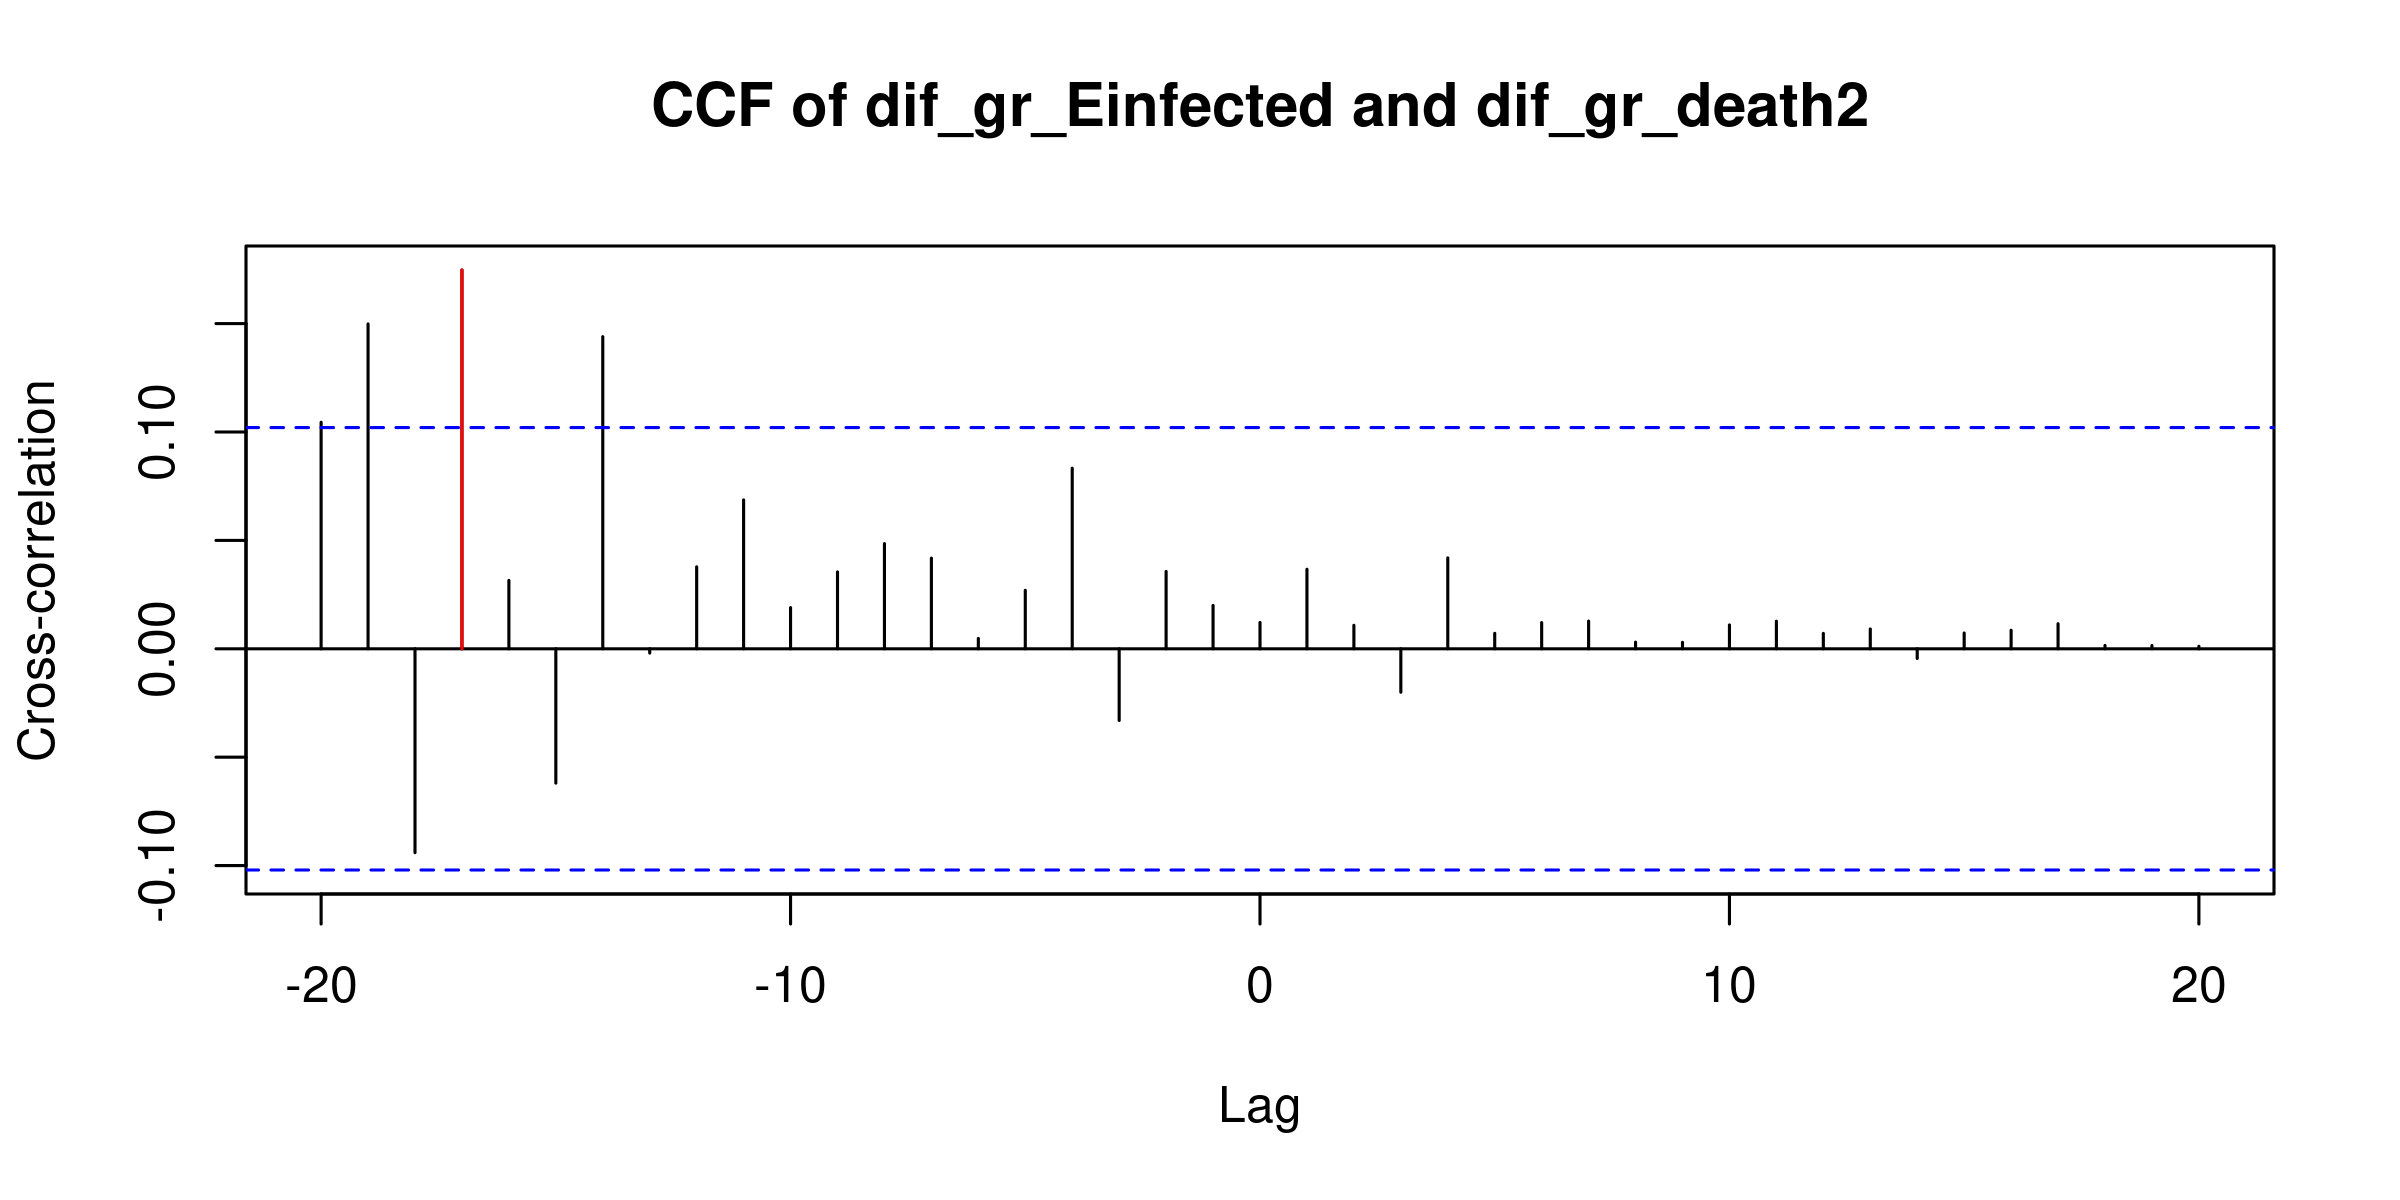 CCF of dif_gr_Einfected and dif_gr_death2
Cross-correlation
0.10
0.00
-0.10
-20 -10 0 10 20
Lag